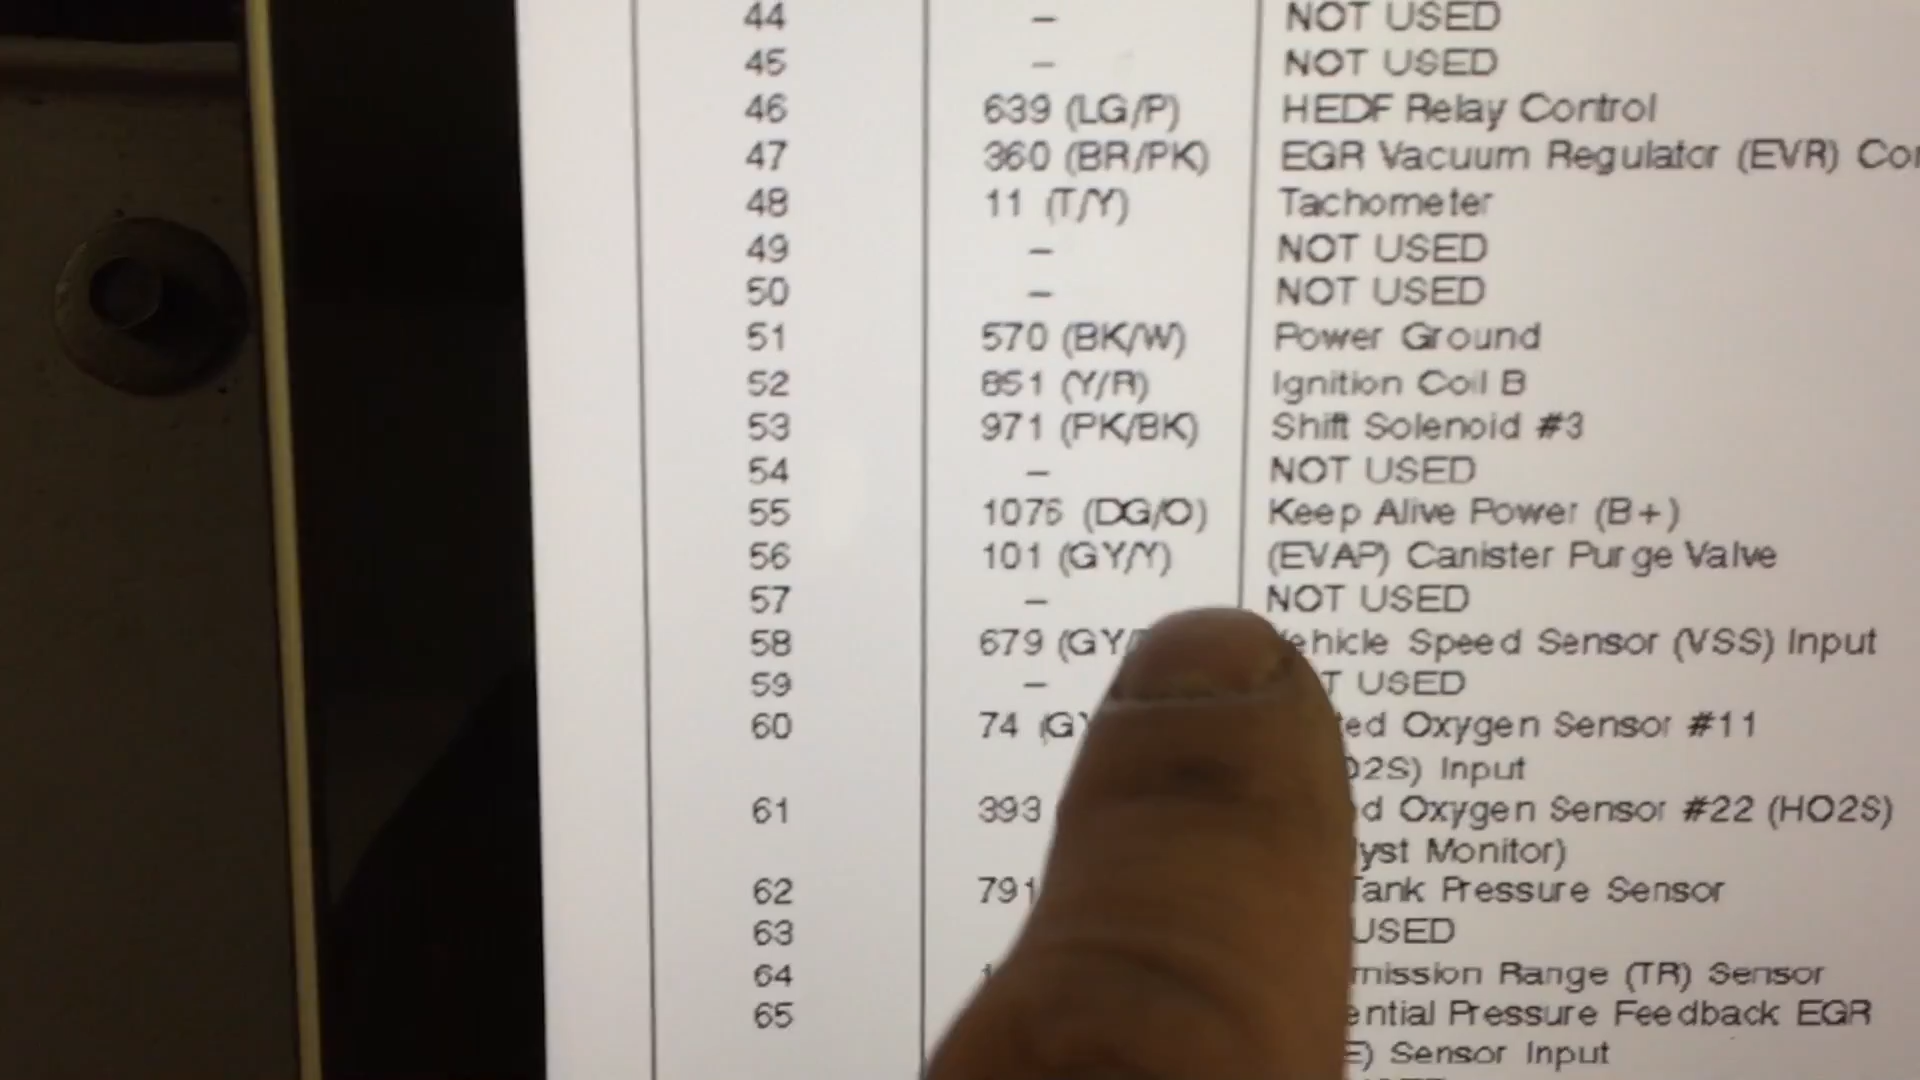 44 – NOT USED
45 – NOT USED
46 639 (LG/P) HEDF Relay Control
47 360 (BR/PK) EGR Vacuum Regulator (EVR)
48 11 (T/Y) Tachometer
49 – NOT USED
50 – NOT USED
51 570 (BK/W) Power Ground
52 851 (Y/R) Ignition Coil B
53 971 (PK/BK) Shift Solenoid #3
54 – NOT USED
55 1076 (DG/O) Keep Alive Power (B+)
56 101 (GY/Y) (EVAP) Canister Purge Valve
57 – NOT USED
58 679 (GY/ Vehicle Speed Sensor (VSS) Input
59 – USED
60 74 Oxygen Sensor #11
Input
61 393 Oxygen Sensor #22 (HO2S)
Monitor)
62 791 Tank Pressure Sensor
63 USED
64 Range (TR) Sensor
65 Pressure Feedback EGR
Sensor Input